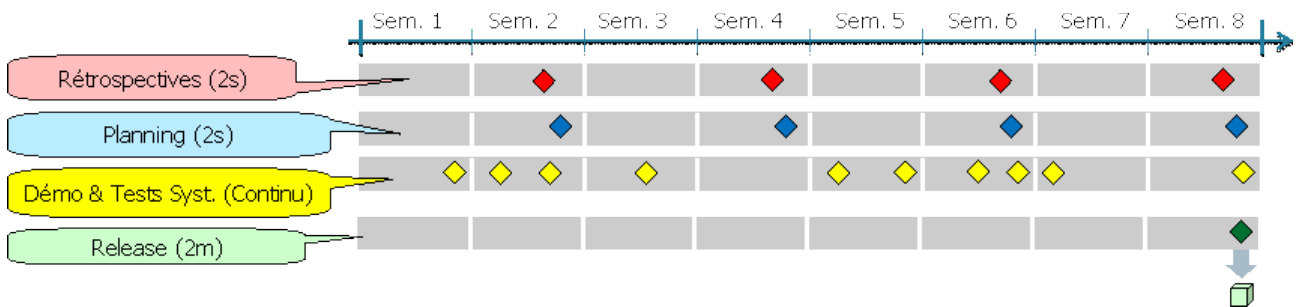 Sem. 1 Sem. 2 Sem. 3 Sem. 4 Sem. 5 Sem. 6 Sem. 7 Sem. 8
Rétrospectives (2s)
Planning (2s)
Démo & Tests Syst. (Continu)
Release (2m)